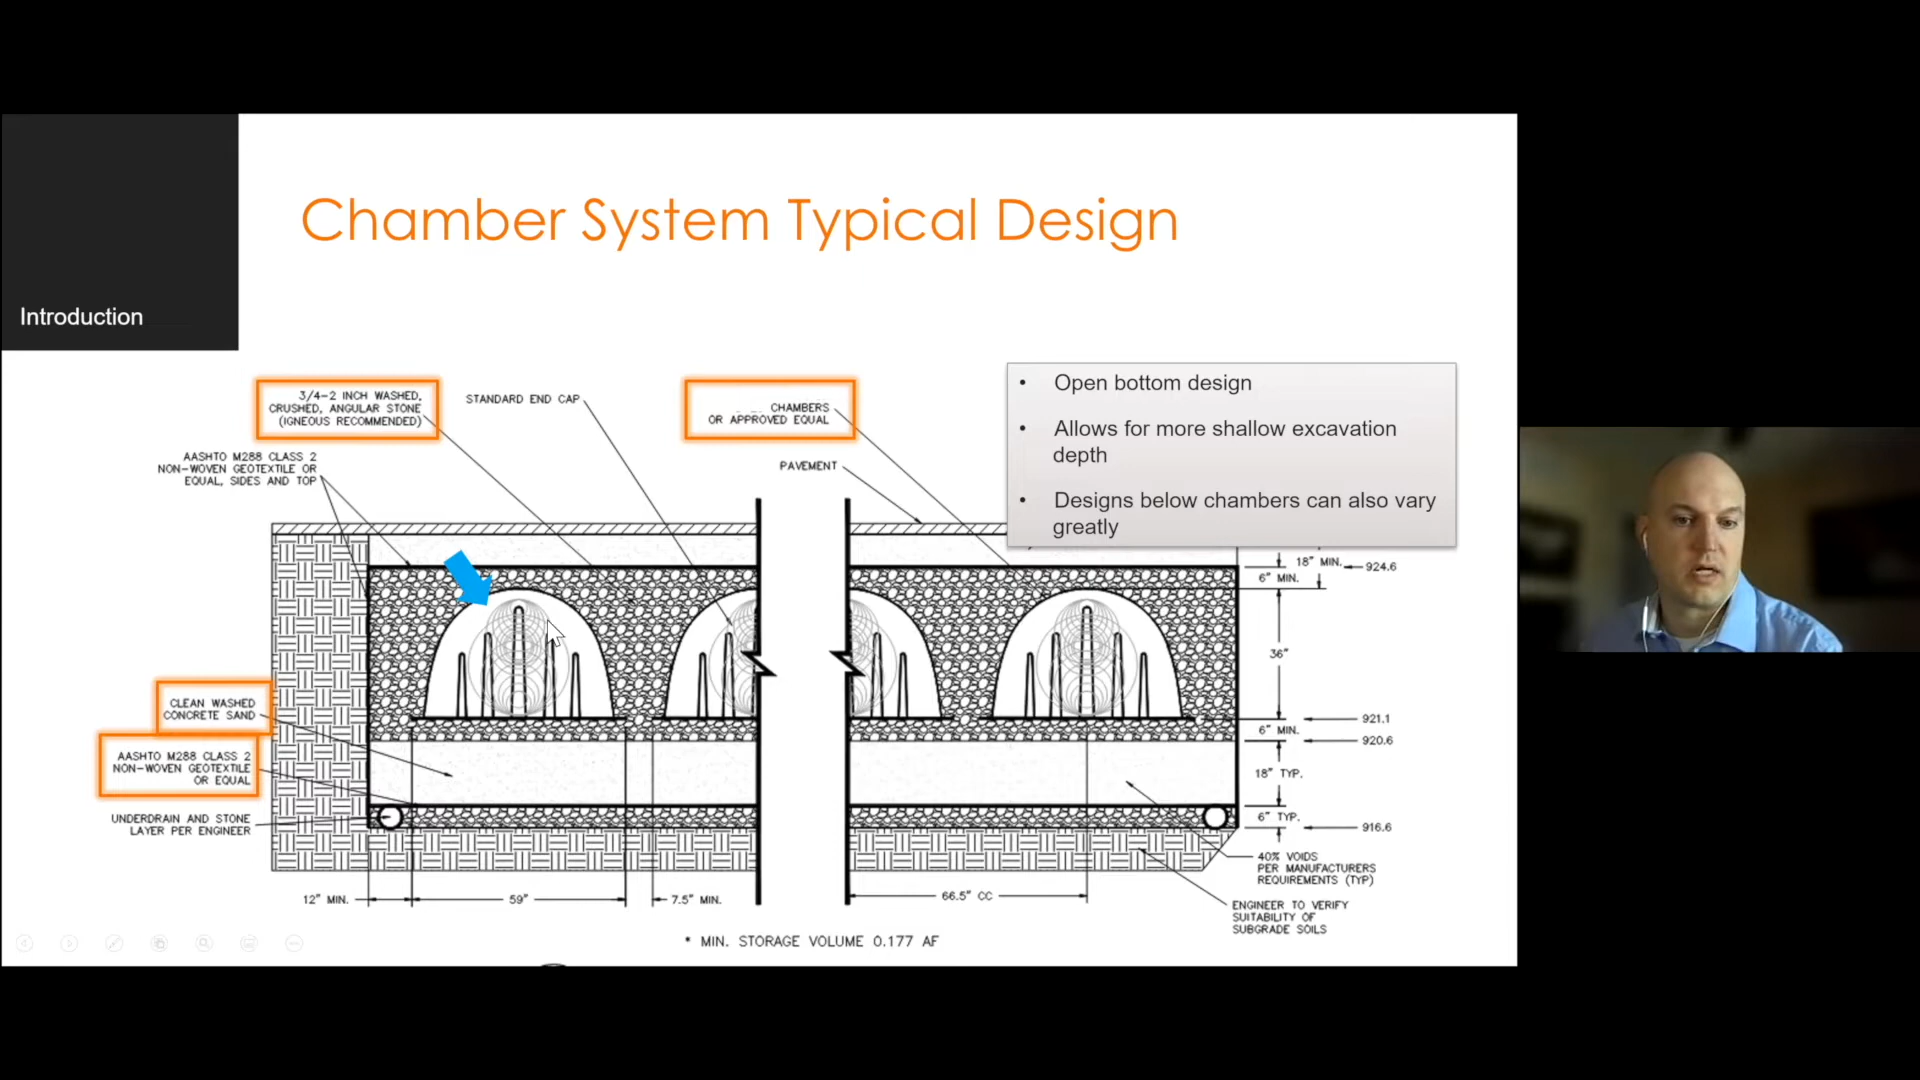 Chamber System Typical Design
Introduction
3/4-2 INCH WASHED,
CRUSHED, ANGULAR STONE
(IGNEOUS RECOMMENDED)
STANDARD END CAP
CHAMBERS
OR APPROVED EQUAL
• Open bottom design
• Allows for more shallow excavation
depth
• Designs below chambers can also vary
greatly
AASHTO M288 CLASS 2
NON-WOVEN GEOTEXTILE OR
EQUAL, SIDES AND TOP
PAVEMENT
18" MIN.
924.6
6" MIN.
36"
CLEAN WASHED
CONCRETE SAND
921.1
6" MIN.
920.6
AASHTO M288 CLASS 2
NON-WOVEN GEOTEXTILE
OR EQUAL
18" TYP.
UNDERDRAIN AND STONE
LAYER PER ENGINEER
6" TYP.
916.6
40% VOIDS
PER MANUFACTURERS
REQUIREMENTS (TYP)
12" MIN.
59"
7.5" MIN.
66.5" CC
ENGINEER TO VERIFY
SUITABILITY OF
SUBGRADE SOILS
* MIN. STORAGE VOLUME 0.177 AF